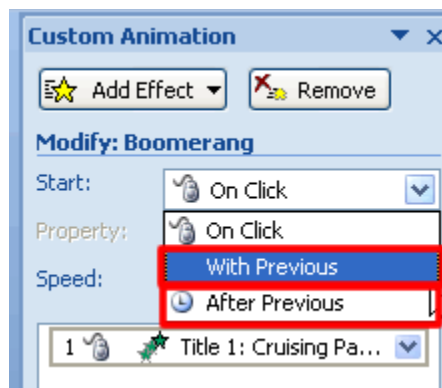 Custom Animation
Add Effect
Remove
Modify: Boomerang
Start:
On Click
Property:
On Click
With Previous
Speed:
After Previous
1 Title 1: Cruising Pa...